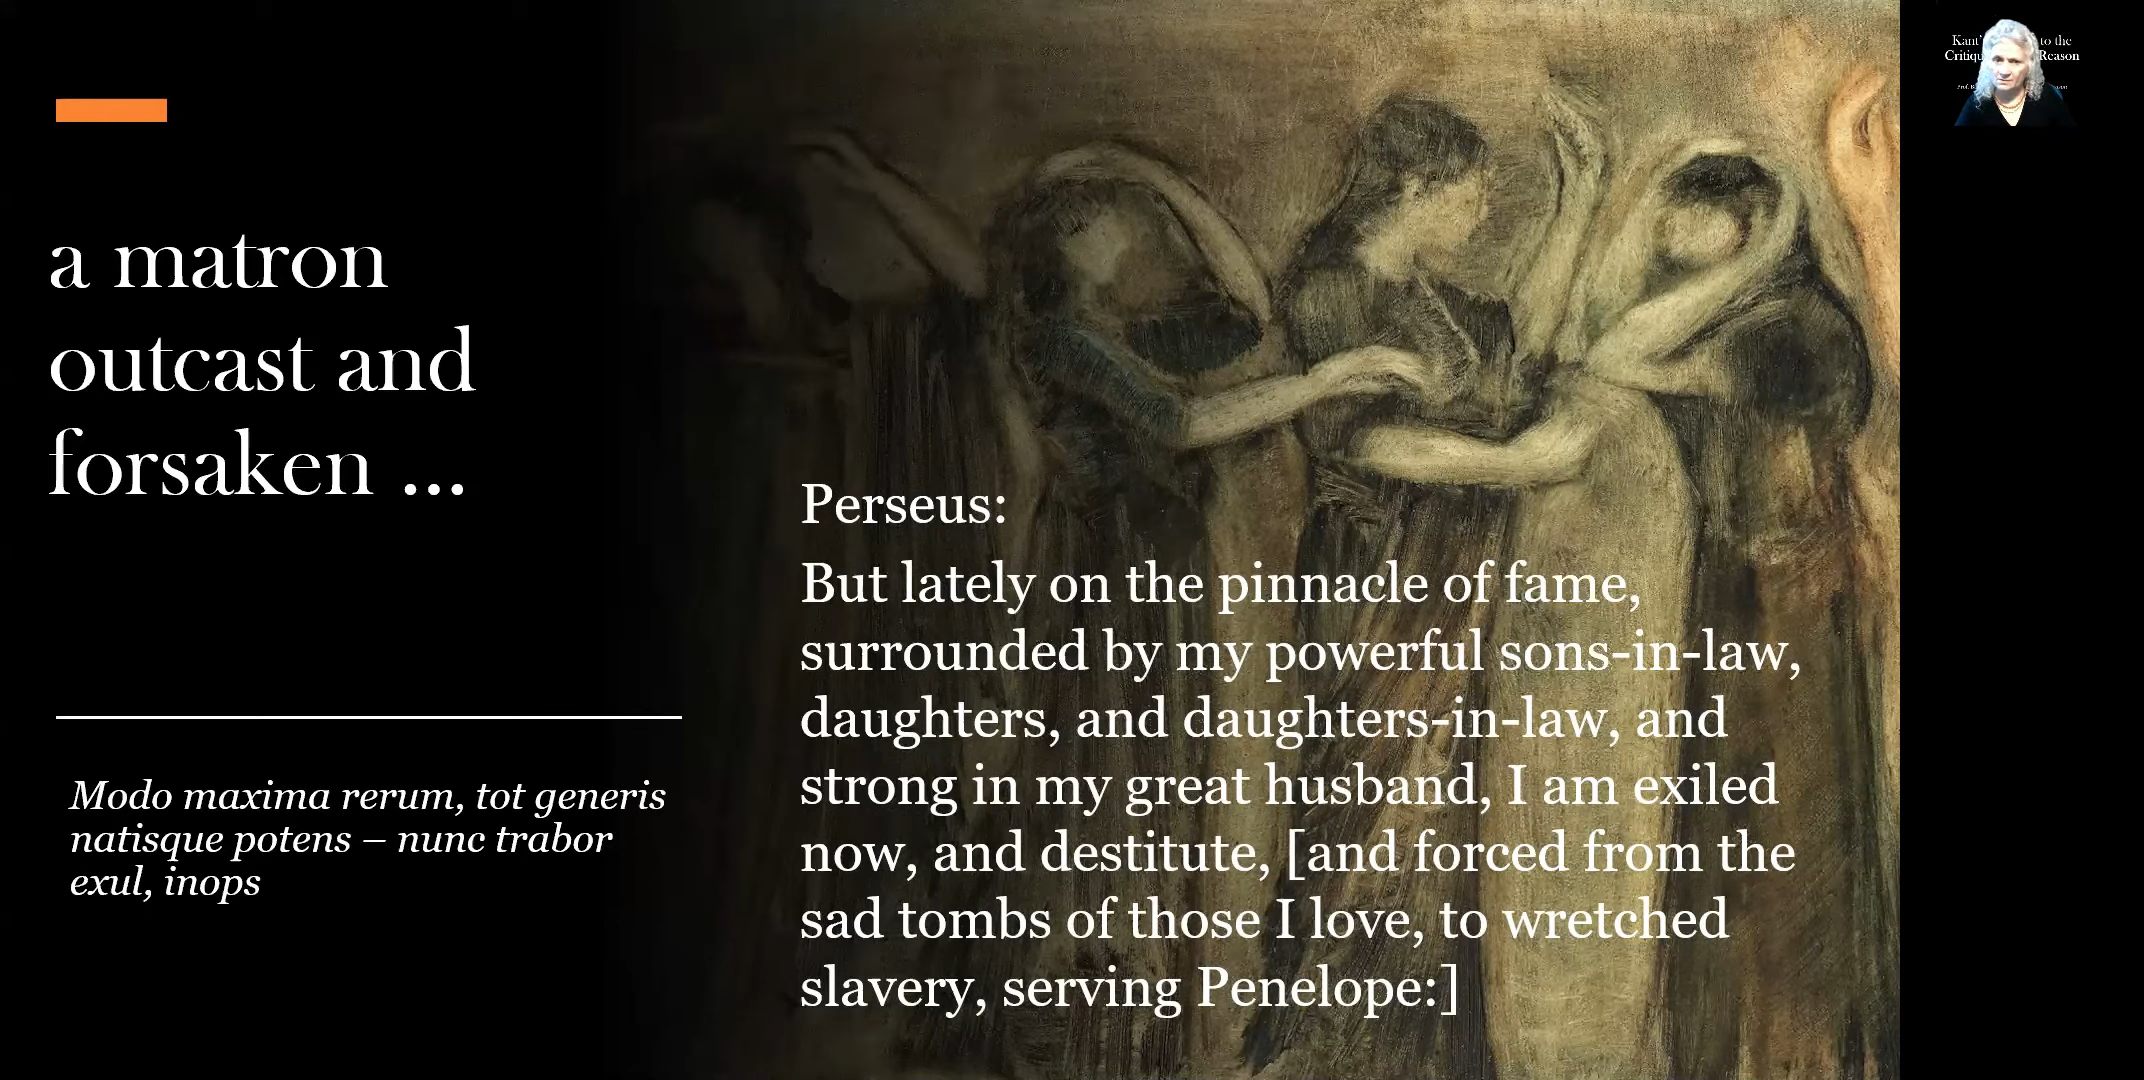 a matron
outcast and
forsaken ...
Modo maxima rerum, tot generis
natisque potens – nunc trabor
exul, inops
Perseus:
But lately on the pinnacle of fame,
surrounded by my powerful sons-in-law,
daughters, and daughters-in-law, and
strong in my great husband, I am exiled
now, and destitute, [and forced from the
sad tombs of those I love, to wretched
slavery, serving Penelope:]
to the
Reason